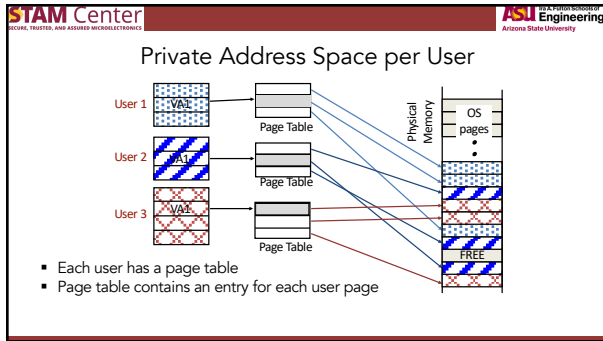 STAM Center
SECURE, TRUSTED, AND ASSURED MICROELECTRONICS
ASU Ira A. Fulton Schools of
Engineering
Arizona State University
Private Address Space per User
User 1
VA1
Page Table
User 2
VA1
Page Table
User 3
VA1
Page Table
Physical
Memory
OS
pages
FREE
▪ Each user has a page table
▪ Page table contains an entry for each user page